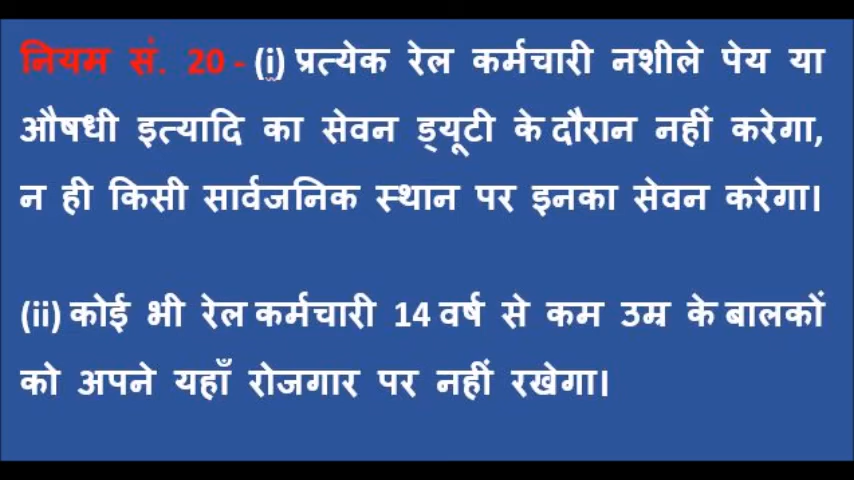 नियम सं. 20 - (i) प्रत्येक रेल कर्मचारी नशीले पेय या
औषधी इत्यादि का सेवन ड्यूटी के दौरान नहीं करेगा,
न ही किसी सार्वजनिक स्थान पर इनका सेवन करेगा।
(ii) कोई भी रेल कर्मचारी 14 वर्ष से कम उम्र के बालकों
को अपने यहाँ रोजगार पर नहीं रखेगा।